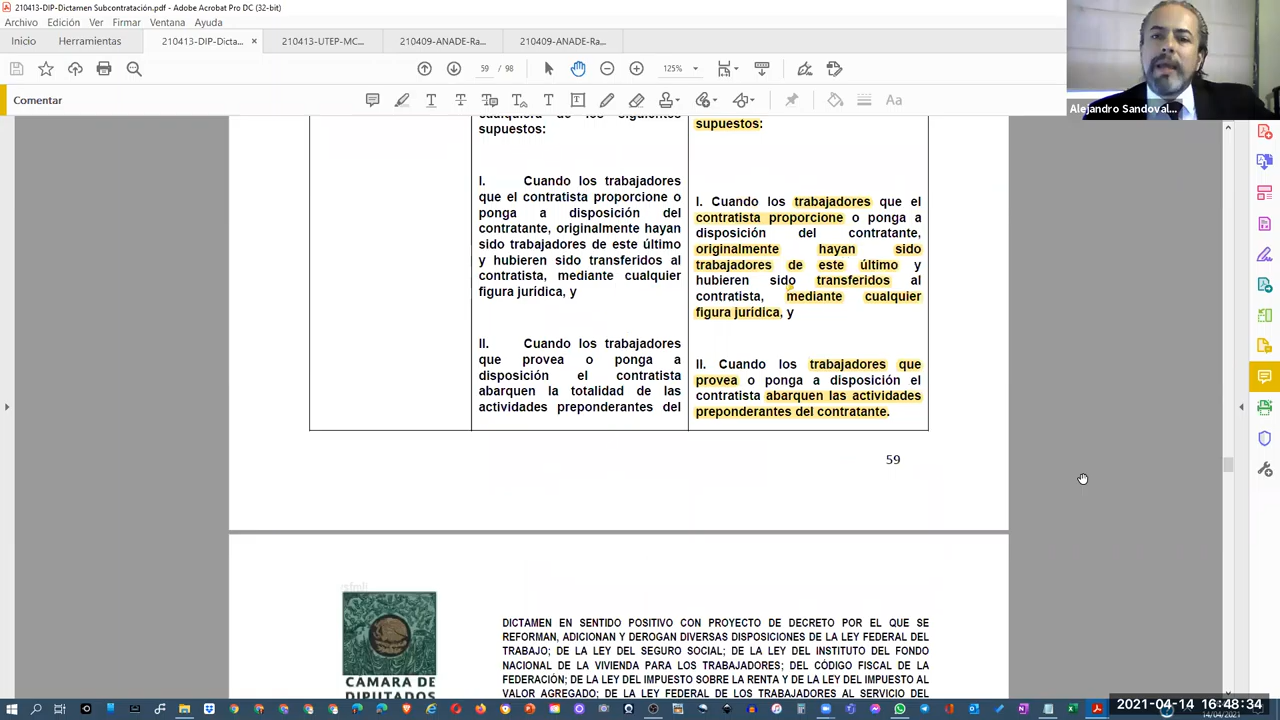 210413-DIP-Dictamen Subcontratación.pdf - Adobe Acrobat Pro DC (32-bit)
Archivo Edición Ver Firmar Ventana Ayuda
Inicio Herramientas 210413-DIP-Dicta... × 210413-UTEP-MC... 210409-ANADE-Ra... 210409-ANADE-Ra...
59 / 98 125%
Comentar
Aa
Alejandro Sandoval...
cualquiera de los siguientes
supuestos:
I. Cuando los trabajadores
que el contratista proporcione o
ponga a disposición del
contratante, originalmente hayan
sido trabajadores de este último
y hubieren sido transferidos al
contratista, mediante cualquier
figura jurídica, y
II. Cuando los trabajadores
que provea o ponga a
disposición el contratista
abarquen la totalidad de las
actividades preponderantes del
supuestos:
I. Cuando los trabajadores que el
contratista proporcione o ponga a
disposición del contratante,
originalmente hayan sido
trabajadores de este último y
hubieren sido transferidos al
contratista, mediante cualquier
figura jurídica, y
II. Cuando los trabajadores que
provea o ponga a disposición el
contratista abarquen las actividades
preponderantes del contratante.
59
CÁMARA DE
DIPUTADOS
DICTAMEN EN SENTIDO POSITIVO CON PROYECTO DE DECRETO POR EL QUE SE
REFORMAN, ADICIONAN Y DEROGAN DIVERSAS DISPOSICIONES DE LA LEY FEDERAL DEL
TRABAJO; DE LA LEY DEL SEGURO SOCIAL; DE LA LEY DEL INSTITUTO DEL FONDO
NACIONAL DE LA VIVIENDA PARA LOS TRABAJADORES; DEL CÓDIGO FISCAL DE LA
FEDERACIÓN; DE LA LEY DEL IMPUESTO SOBRE LA RENTA Y DE LA LEY DEL IMPUESTO AL
VALOR AGREGADO; DE LA LEY FEDERAL DE LOS TRABAJADORES AL SERVICIO DEL
2021-04-14 16:48:34
14/04/2021